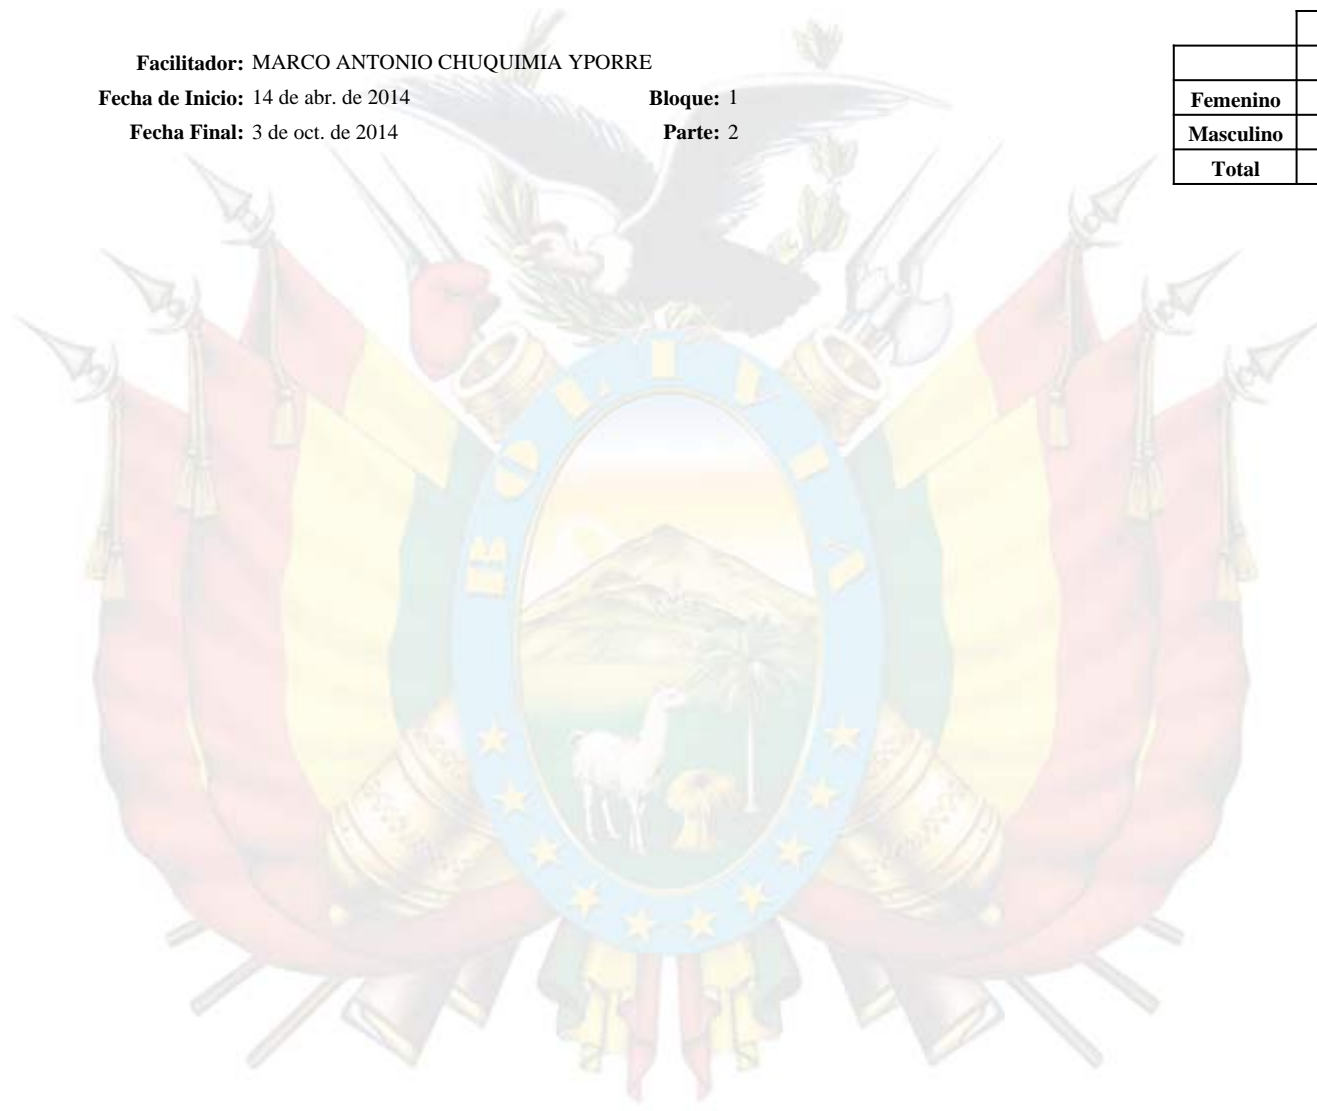 Facilitador: MARCO ANTONIO CHUQUIMIA YPORRE
Fecha de Inicio: 14 de abr. de 2014 Bloque: 1
Fecha Final: 3 de oct. de 2014 Parte: 2
Femenino
Masculino
Total
BOLIVIA